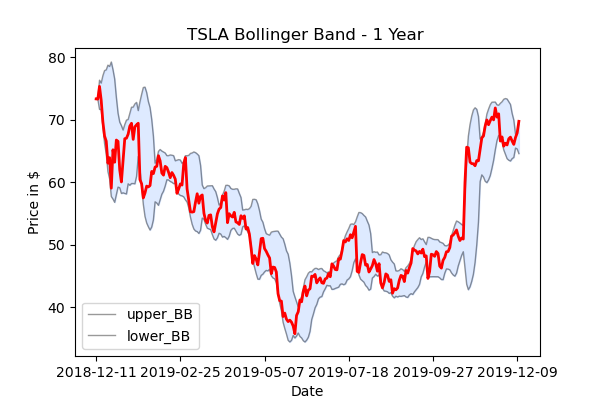 TSLA Bollinger Band - 1 Year
Price in $
80
70
60
50
40
upper_BB
lower_BB
2018-12-11 2019-02-25 2019-05-07 2019-07-18 2019-09-27 2019-12-09
Date